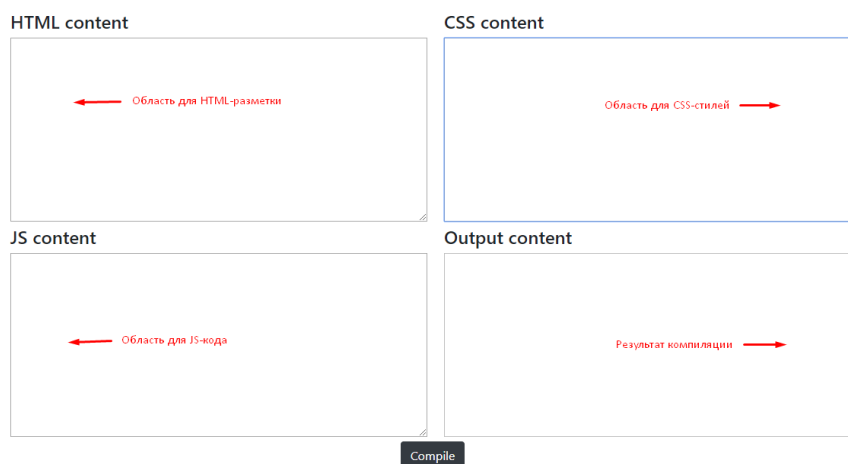 HTML content
CSS content
Область для HTML-разметки
Область для CSS-стилей
JS content
Output content
Область для JS-кода
Результат компиляции
Compile